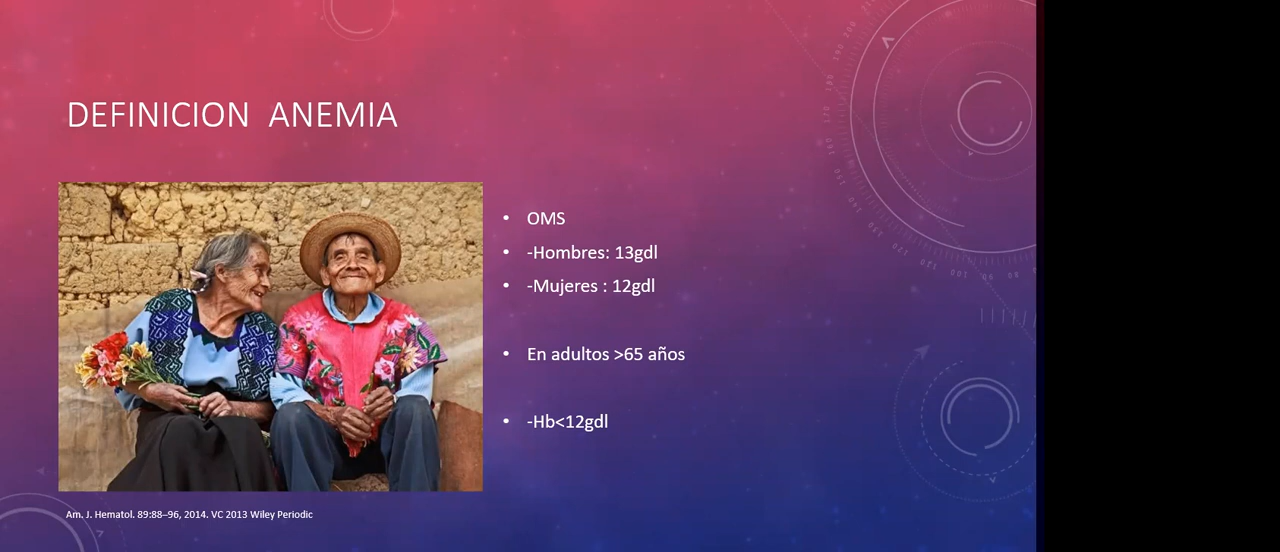 DEFINICION ANEMIA
• OMS
• -Hombres: 13gdl
• -Mujeres : 12gdl
• En adultos >65 años
• -Hb<12gdl
Am. J. Hematol. 89:88–96, 2014. VC 2013 Wiley Periodic